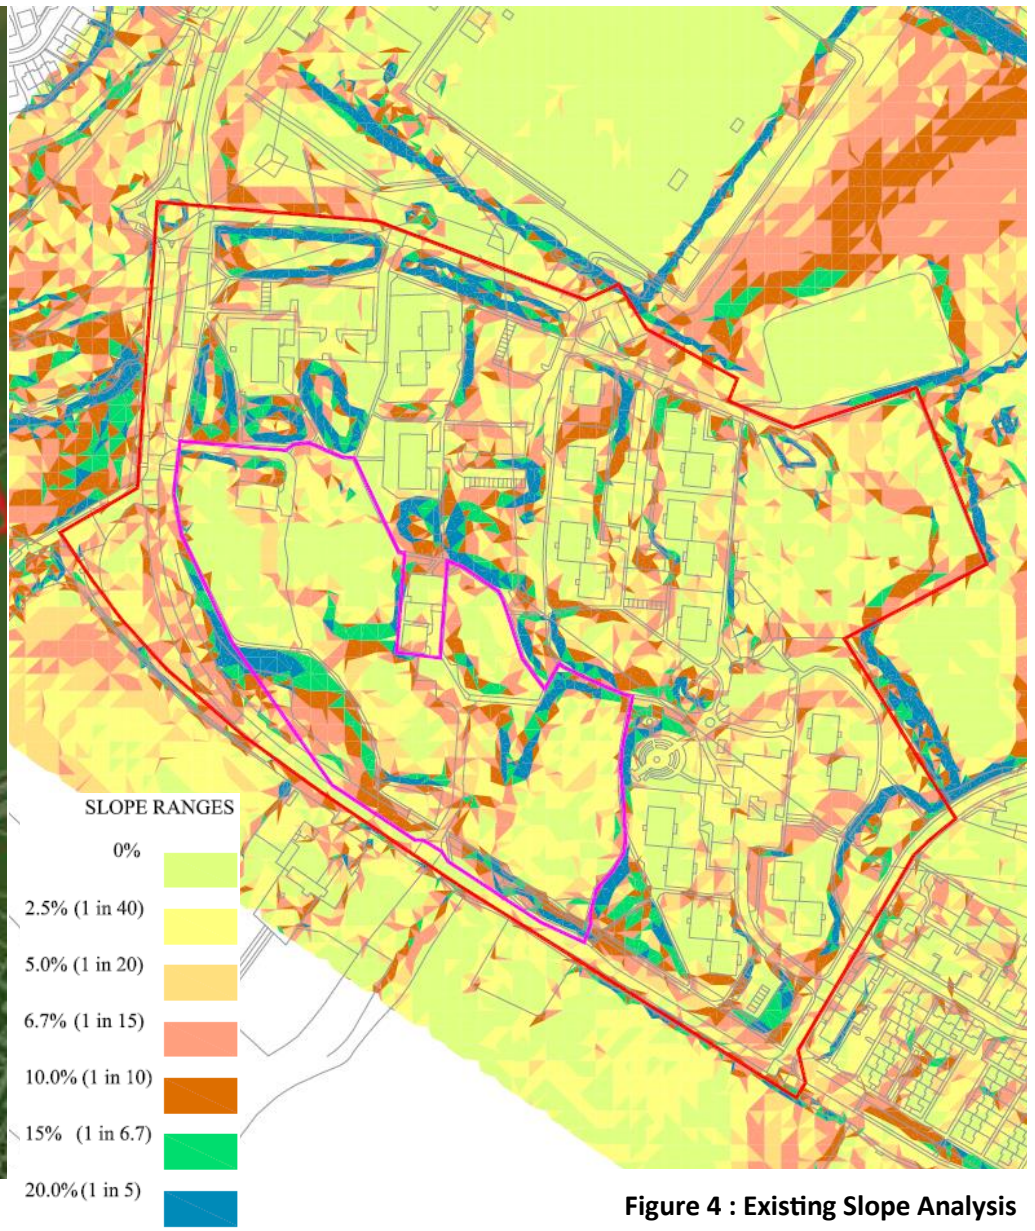 SLOPE RANGES
0%
2.5% (1 in 40)
5.0% (1 in 20)
6.7% (1 in 15)
10.0% (1 in 10)
15% (1 in 6.7)
20.0% (1 in 5)
Figure 4 : Existing Slope Analysis